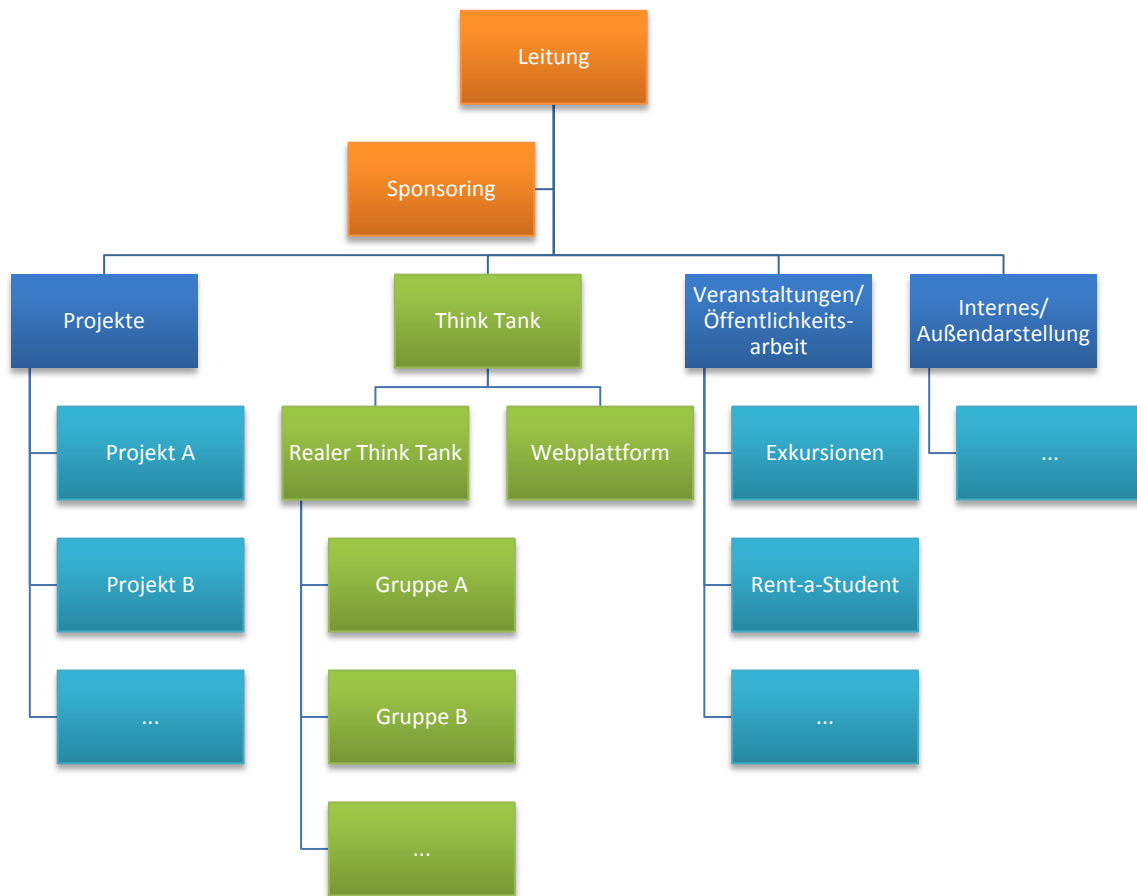 Leitung
Sponsoring
Projekte
Think Tank
Veranstaltungen/
Öffentlichkeits-
arbeit
Internes/
Außendarstellung
Projekt A
Realer Think Tank
Webplattform
Exkursionen
...
Projekt B
Gruppe A
Rent-a-Student
...
Gruppe B
...
...